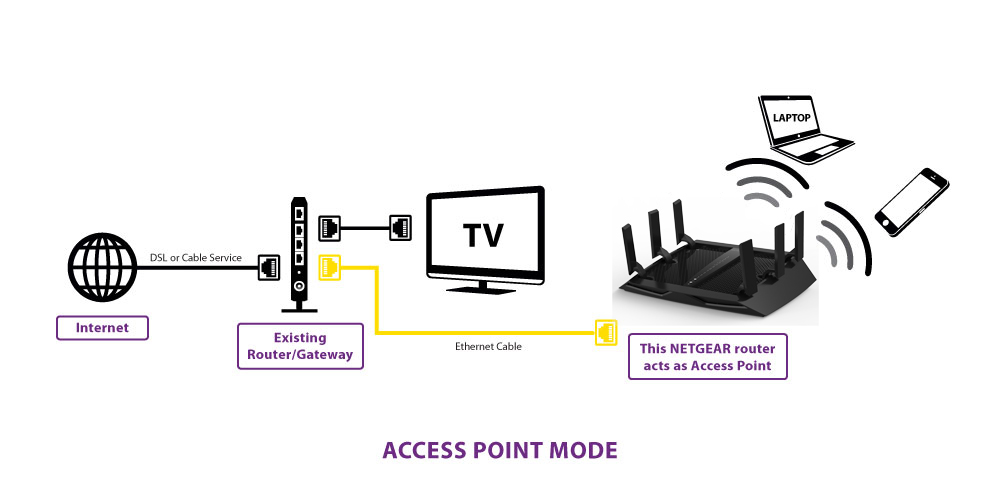 LAPTOP
TV
DSL or Cable Service
Internet
Existing
Router/Gateway
Ethernet Cable
This NETGEAR router
acts as Access Point
ACCESS POINT MODE